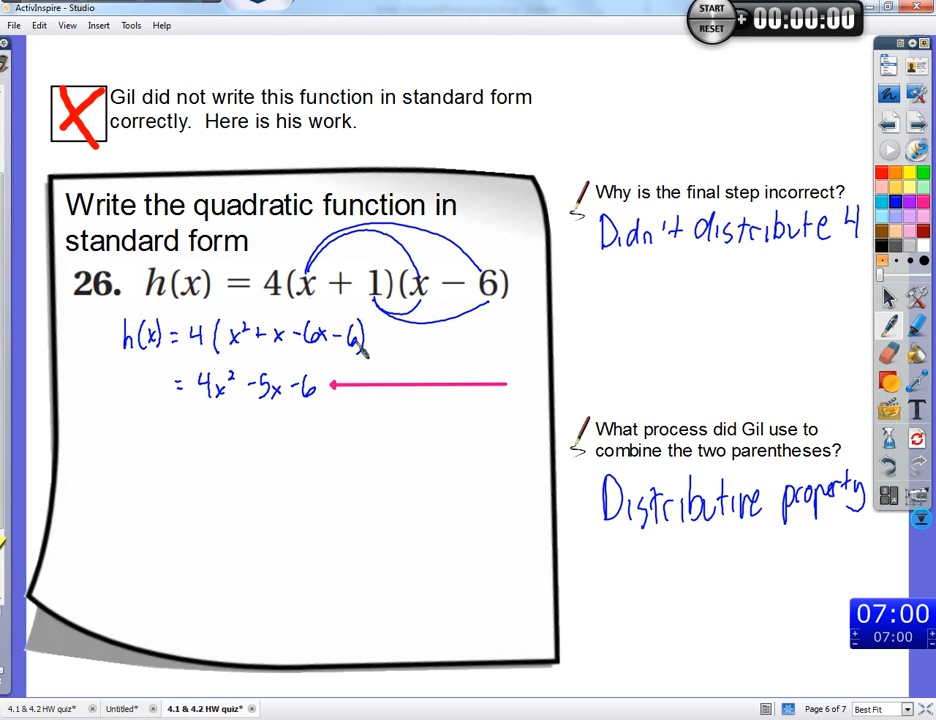 ActivInspire - Studio
START
RESET
+ 00:00:00
File Edit View Insert Tools Help
Gil did not write this function in standard form
correctly. Here is his work.
Write the quadratic function in
standard form
26. h(x) = 4(x + 1)(x − 6)
h(x) = 4 ( x² + x - 6x - 6)
= 4x² - 5x - 6
Why is the final step incorrect?
Didn't distribute 4
What process did Gil use to
combine the two parentheses?
Distributive property
07:00
07:00
4.1 & 4.2 HW quiz* Untitled* 4.1 & 4.2 HW quiz* Page 6 of 7 Best Fit